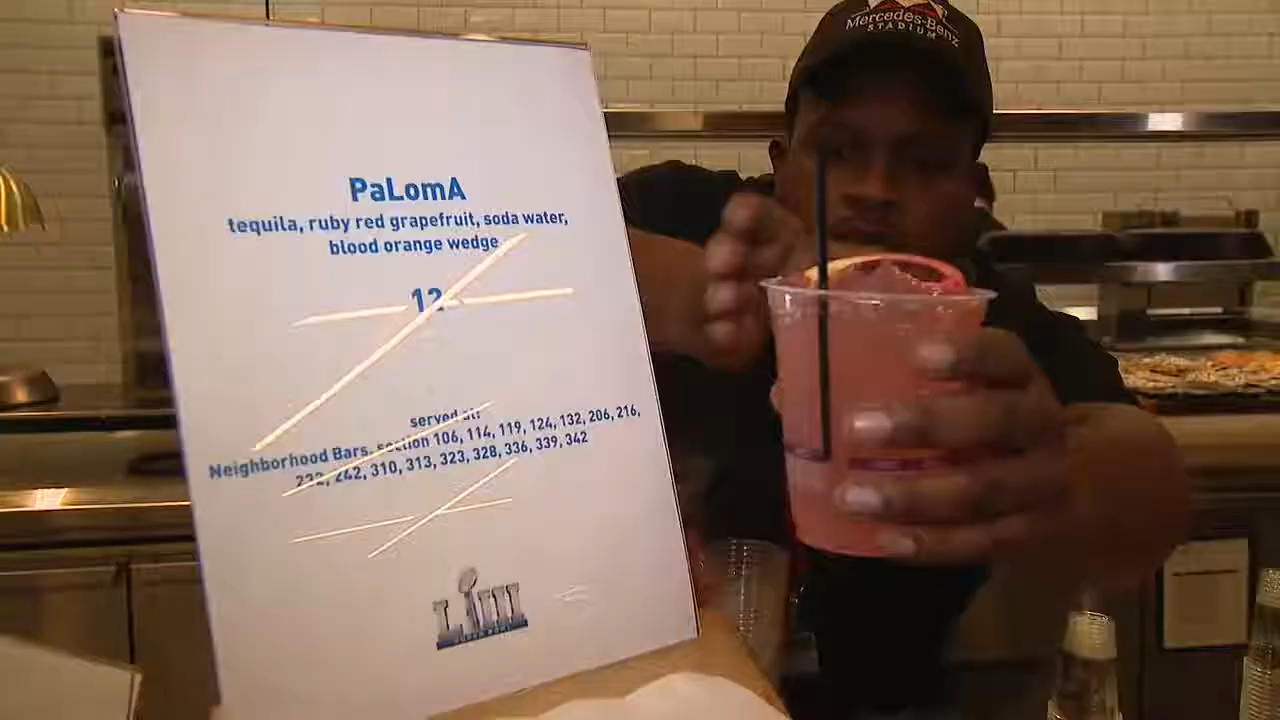 PaLomA
tequila, ruby red grapefruit, soda water,
blood orange wedge
12
served at:
Neighborhood Bars, section 106, 114, 119, 124, 132, 206, 216,
242, 310, 313, 323, 328, 336, 339, 342
LIII
Mercedes-Benz
STADIUM